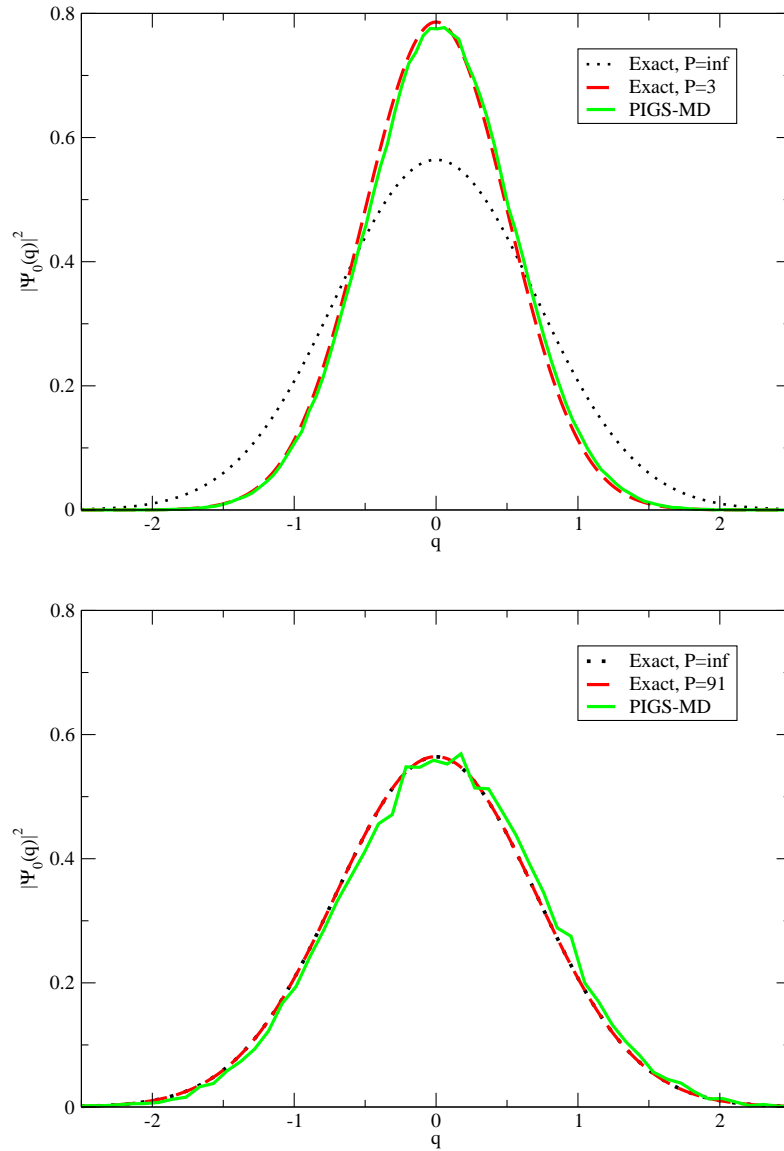 0.8
Exact, P=inf
Exact, P=3
PIGS-MD
0.6
|Ψ_0(q)|^2
0.4
0.2
0
-2 -1 0 1 2
q
0.8
Exact, P=inf
Exact, P=91
PIGS-MD
0.6
|Ψ_0(q)|^2
0.4
0.2
0
-2 -1 0 1 2
q